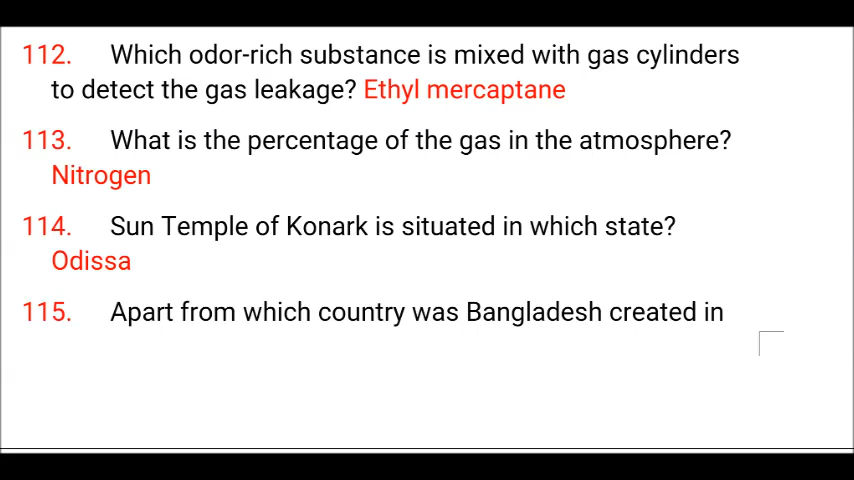 112. Which odor-rich substance is mixed with gas cylinders
to detect the gas leakage? Ethyl mercaptane
113. What is the percentage of the gas in the atmosphere?
Nitrogen
114. Sun Temple of Konark is situated in which state?
Odissa
115. Apart from which country was Bangladesh created in